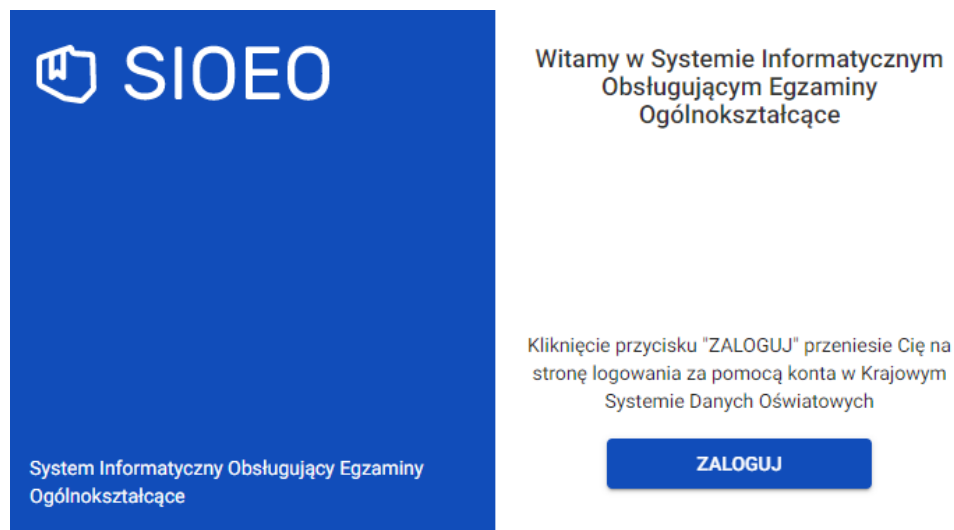 SIOEO
System Informatyczny Obsługujący Egzaminy
Ogólnokształcące
Witamy w Systemie Informatycznym
Obsługującym Egzaminy
Ogólnokształcące
Kliknięcie przycisku "ZALOGUJ" przeniesie Cię na
stronę logowania za pomocą konta w Krajowym
Systemie Danych Oświatowych
ZALOGUJ